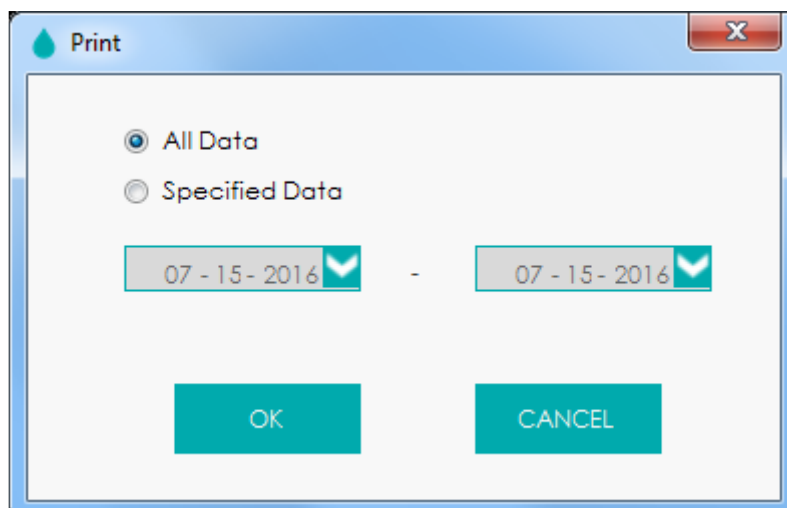 Print
All Data
Specified Data
07 - 15 - 2016 - 07 - 15 - 2016
OK CANCEL